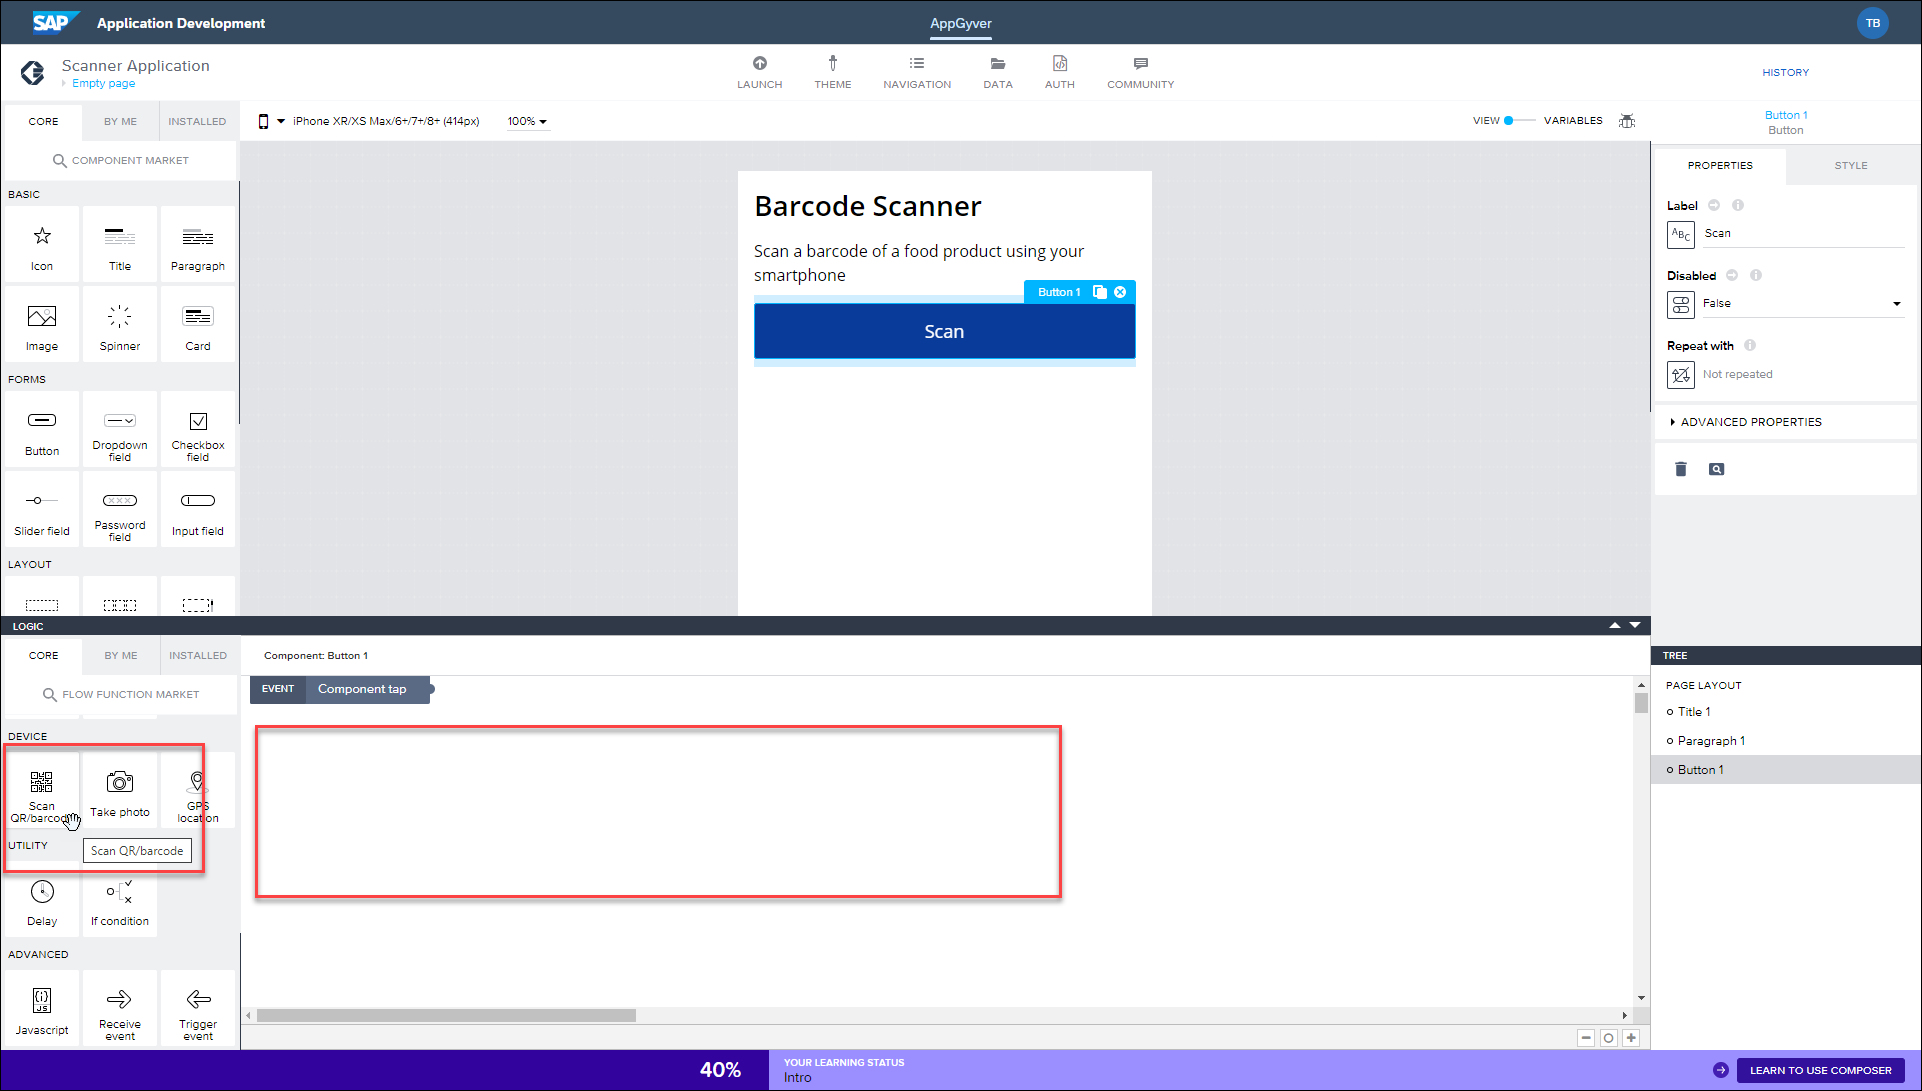 SAP
Application Development
AppGyver
TB
Scanner Application
Empty page
LAUNCH
THEME
NAVIGATION
DATA
AUTH
COMMUNITY
HISTORY
CORE
BY ME
INSTALLED
COMPONENT MARKET
iPhone XR/XS Max/6+/7+/8+ (414px)
100%
VIEW
VARIABLES
Button 1
Button
PROPERTIES
STYLE
BASIC
Icon
Title
Paragraph
Image
Spinner
Card
FORMS
Button
Dropdown
field
Checkbox
field
Slider field
Password
field
Input field
LAYOUT
Barcode Scanner
Scan a barcode of a food product using your
smartphone
Button 1
Scan
Label
ABC
Scan
Disabled
False
Repeat with
Not repeated
ADVANCED PROPERTIES
LOGIC
CORE
BY ME
INSTALLED
FLOW FUNCTION MARKET
Component: Button 1
EVENT
Component tap
DEVICE
Scan
QR/barcode
Take photo
GPS
location
UTILITY
Scan QR/barcode
Delay
If condition
ADVANCED
JS
Javascript
Receive
event
Trigger
event
TREE
PAGE LAYOUT
Title 1
Paragraph 1
Button 1
40%
YOUR LEARNING STATUS
Intro
LEARN TO USE COMPOSER